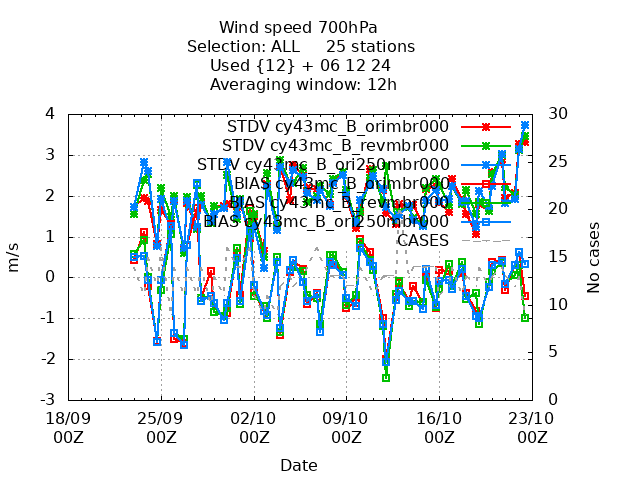 Wind speed 700hPa
Selection: ALL 25 stations
Used {12} + 06 12 24
Averaging window: 12h
STDV cy43mc_B_orimbr000
STDV cy43mc_B_revmbr000
STDV cy43mc_B_ori250mbr000
BIAS cy43mc_B_orimbr000
BIAS cy43mc_B_revmbr000
BIAS cy43mc_B_ori250mbr000
CASES
4
3
2
1
0
-1
-2
-3
m/s
30
25
20
15
10
5
0
No cases
18/09 25/09 02/10 09/10 16/10 23/10
00Z 00Z 00Z 00Z 00Z 00Z
Date